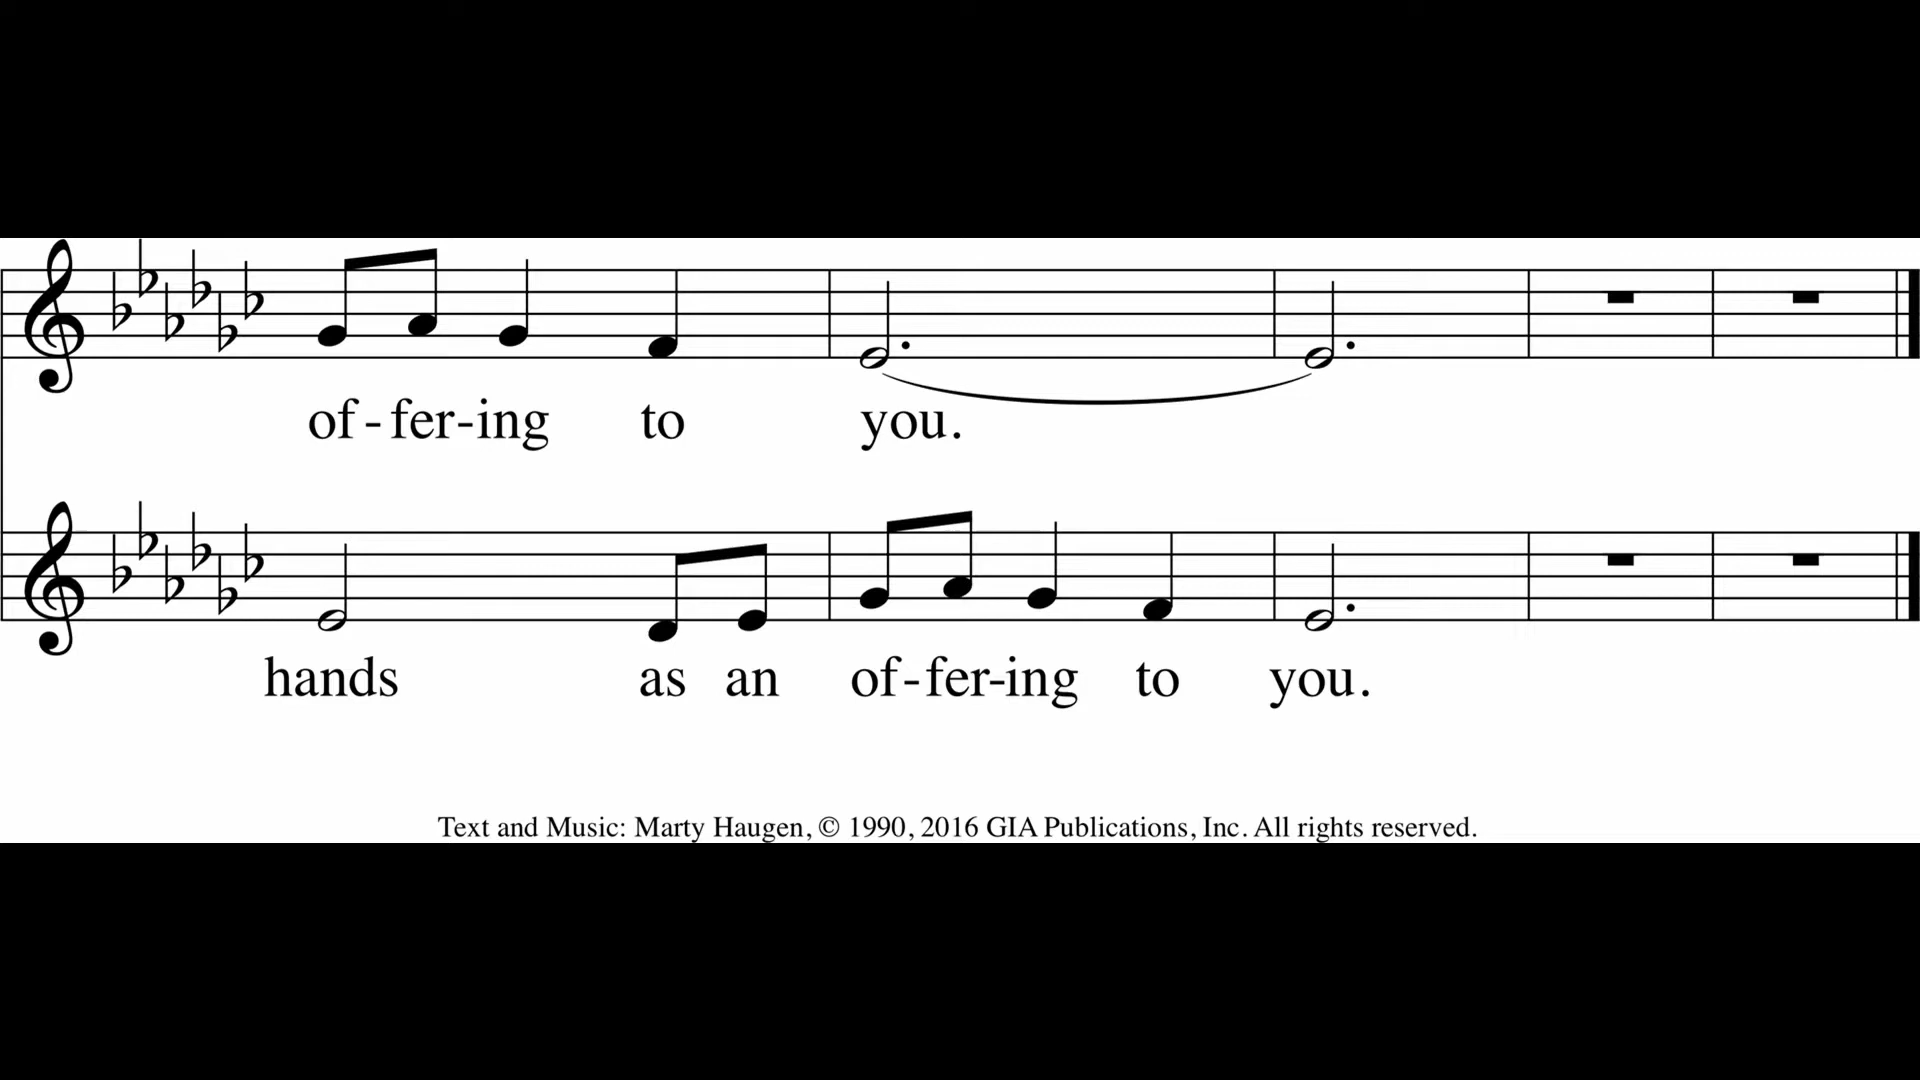 of-fer-ing to you.
hands as an of-fer-ing to you.
Text and Music: Marty Haugen, © 1990, 2016 GIA Publications, Inc. All rights reserved.